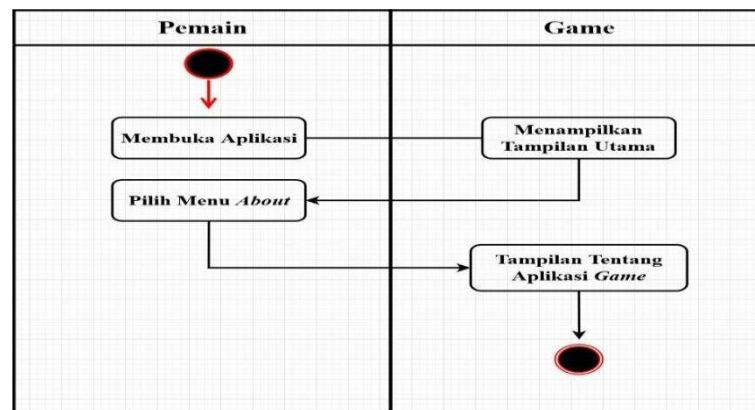 Pemain
Game
Membuka Aplikasi
Menampilkan
Tampilan Utama
Pilih Menu About
Tampilan Tentang
Aplikasi Game